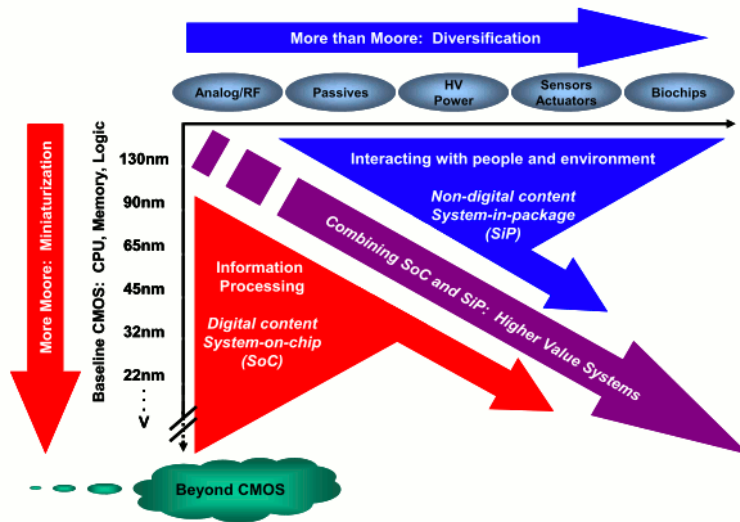 More than Moore: Diversification
Analog/RF
Passives
HV
Power
Sensors
Actuators
Biochips
More Moore: Miniaturization
Baseline CMOS: CPU, Memory, Logic
130nm
90nm
65nm
45nm
32nm
22nm
V
Interacting with people and environment
Non-digital content
System-in-package
(SiP)
Combining SoC and SiP: Higher Value Systems
Information
Processing
Digital content
System-on-chip
(SoC)
Beyond CMOS